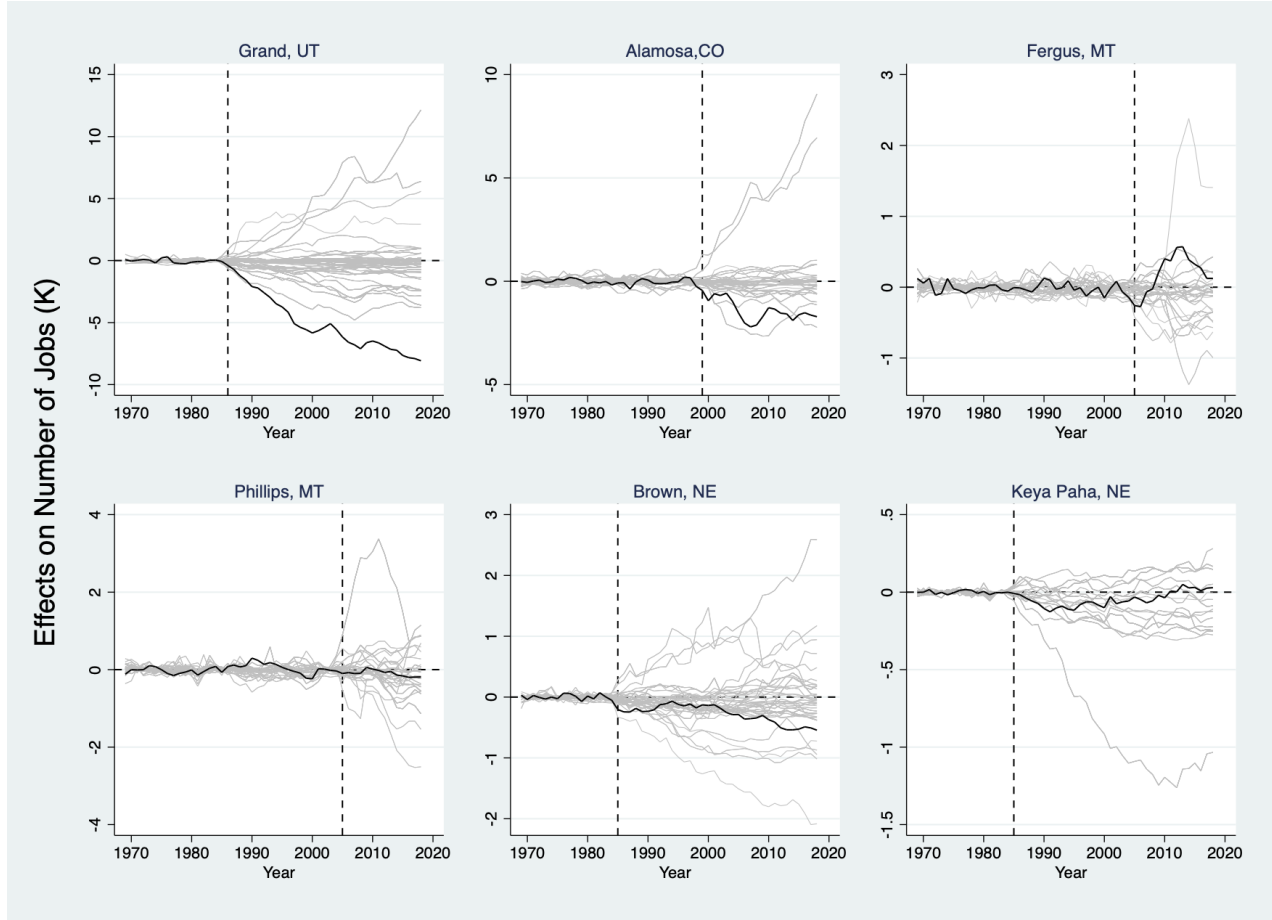 Effects on Number of Jobs (K)
Grand, UT
15
10
5
0
-5
-10
1970 1980 1990 2000 2010 2020
Year
Alamosa,CO
10
5
0
-5
1970 1980 1990 2000 2010 2020
Year
Fergus, MT
3
2
1
0
-1
1970 1980 1990 2000 2010 2020
Year
Phillips, MT
4
2
0
-2
-4
1970 1980 1990 2000 2010 2020
Year
Brown, NE
3
2
1
0
-1
-2
1970 1980 1990 2000 2010 2020
Year
Keya Paha, NE
.5
0
-.5
-1
-1.5
1970 1980 1990 2000 2010 2020
Year